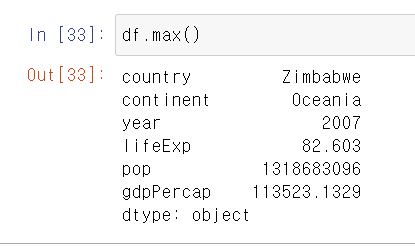 In [33]: df.max()
Out[33]: country Zimbabwe
continent Oceania
year 2007
lifeExp 82.603
pop 1318683096
gdpPercap 113523.1329
dtype: object